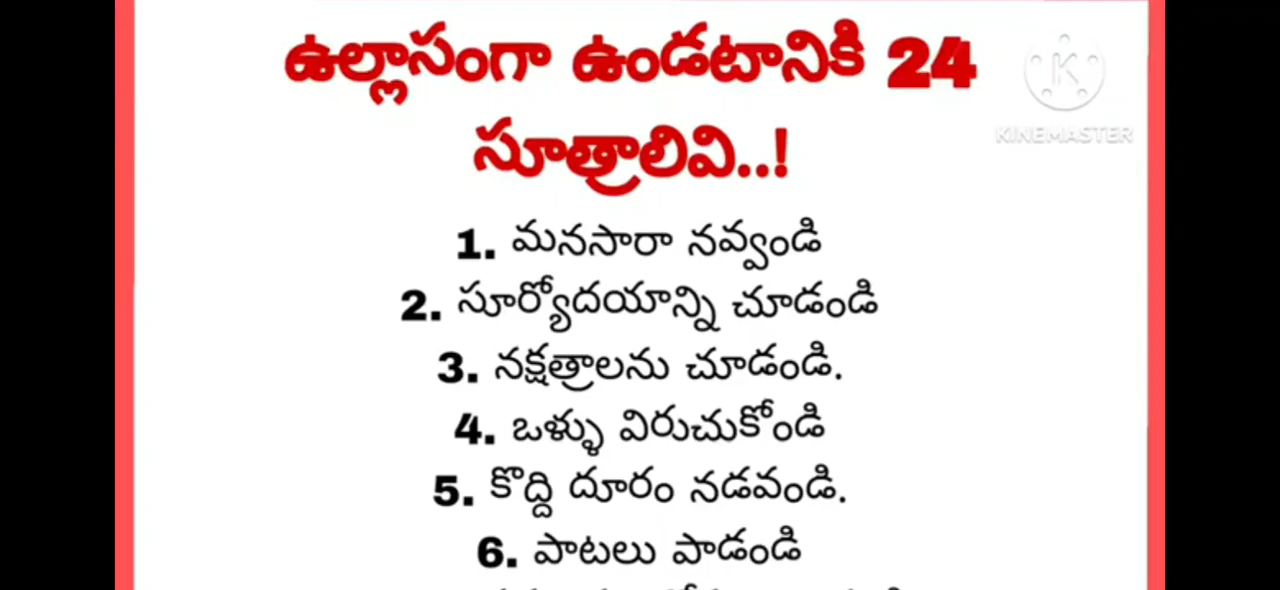 ఉల్లాసంగా ఉండటానికి 24
సూత్రాలివి..!
KINEMASTER
1. మనసారా నవ్వండి
2. సూర్యోదయాన్ని చూడండి
3. నక్షత్రాలను చూడండి.
4. ఒళ్ళు విరుచుకోండి
5. కొద్ది దూరం నడవండి.
6. పాటలు పాడండి